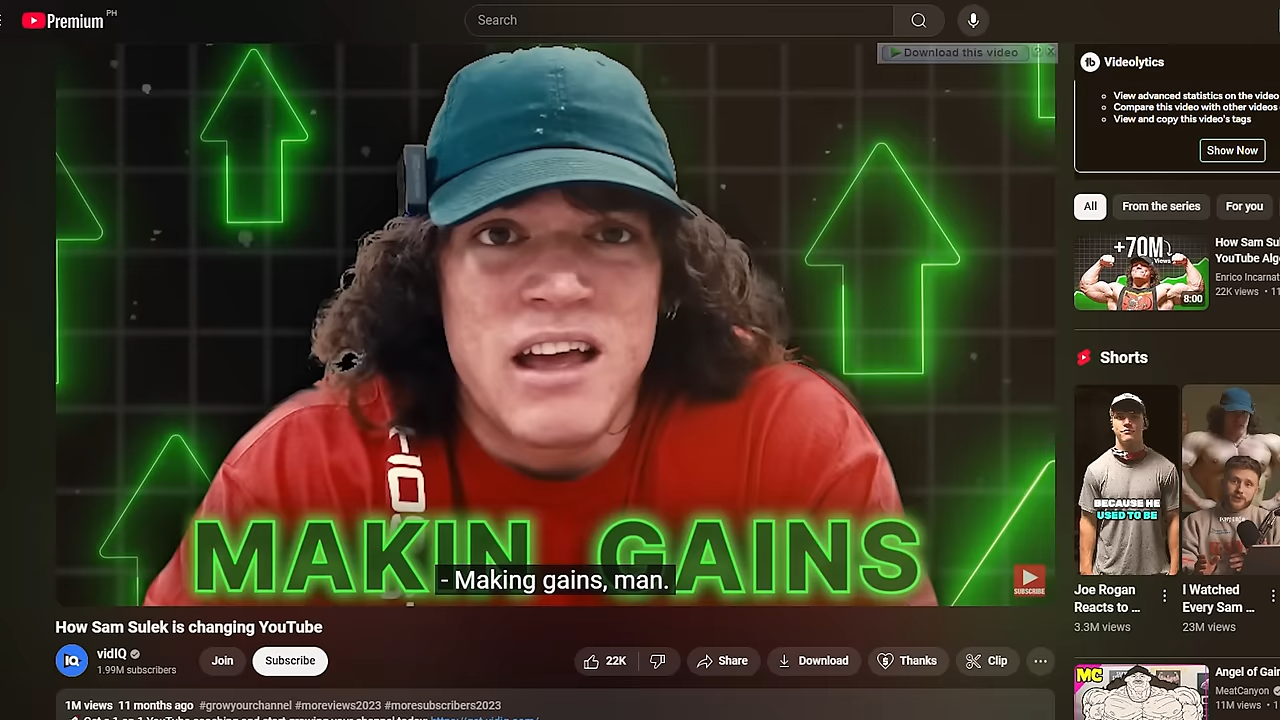 Premium PH
Search
Download this video
MAKIN GAINS
- Making gains, man.
SUBSCRIBE
How Sam Sulek is changing YouTube
IQ
vidIQ
1.99M subscribers
Join
Subscribe
22K
Share
Download
Thanks
Clip
1M views 11 months ago #growyourchannel #moreviews2023 #moresubscribers2023
Videolytics
View advanced statistics on the video
Compare this video with other videos
View and copy this video's tags
Show Now
All
From the series
For you
+70M
Views
8:00
How Sam Su
YouTube Alg
Enrico Incarnat
22K views • 11
Shorts
BECAUSE HE
USED TO BE
Joe Rogan
Reacts to ...
3.3M views
I Watched
Every Sam ...
23M views
MC
Angel of Gai
MeatCanyon
11M views • 1